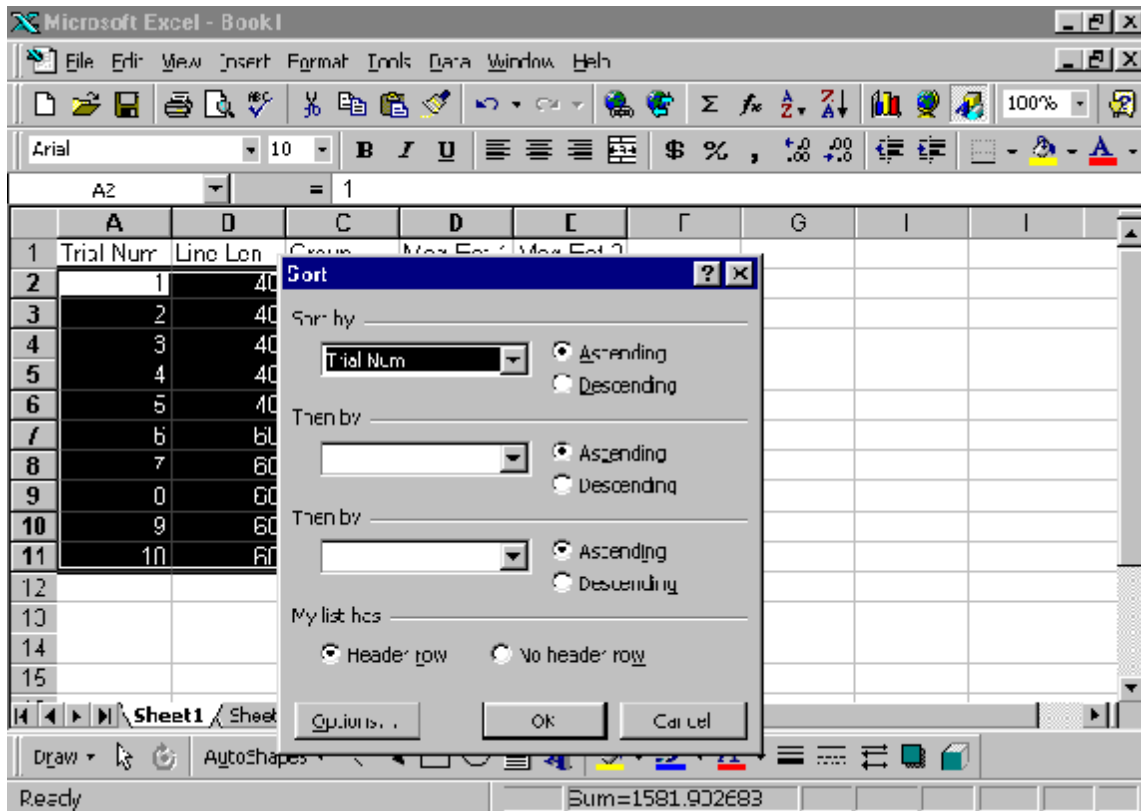 Microsoft Excel - Book1
File Edit View Insert Format Tools Data Window Help
100%
Arial 10 B I U $ % ,
A2 = 1
A C D E F G
1 Trial Num Line Len Group
2 1 40
3 2 40
4 3 40
5 4 40
6 5 40
7 6 60
8 7 60
9 60
10 9 60
11 10 60
12
13
14
15
Sort
Sort by
Trial Num
Ascending
Descending
Then by
Ascending
Descending
Then by
Ascending
Descending
My list has
Header row No header row
Options... OK Cancel
Sheet1 Sheet
Draw AutoShapes
Ready Sum=1581.902683